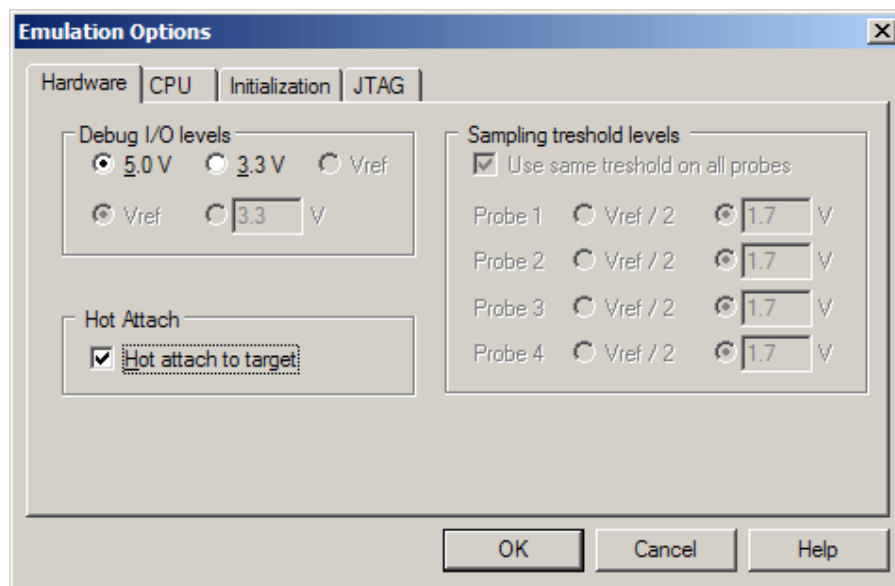 Emulation Options
Hardware CPU Initialization JTAG
Debug I/O levels
5.0 V 3.3 V Vref
Vref 3.3 V
Hot Attach
Hot attach to target
Sampling treshold levels
Use same treshold on all probes
Probe 1 Vref / 2 1.7 V
Probe 2 Vref / 2 1.7 V
Probe 3 Vref / 2 1.7 V
Probe 4 Vref / 2 1.7 V
OK Cancel Help